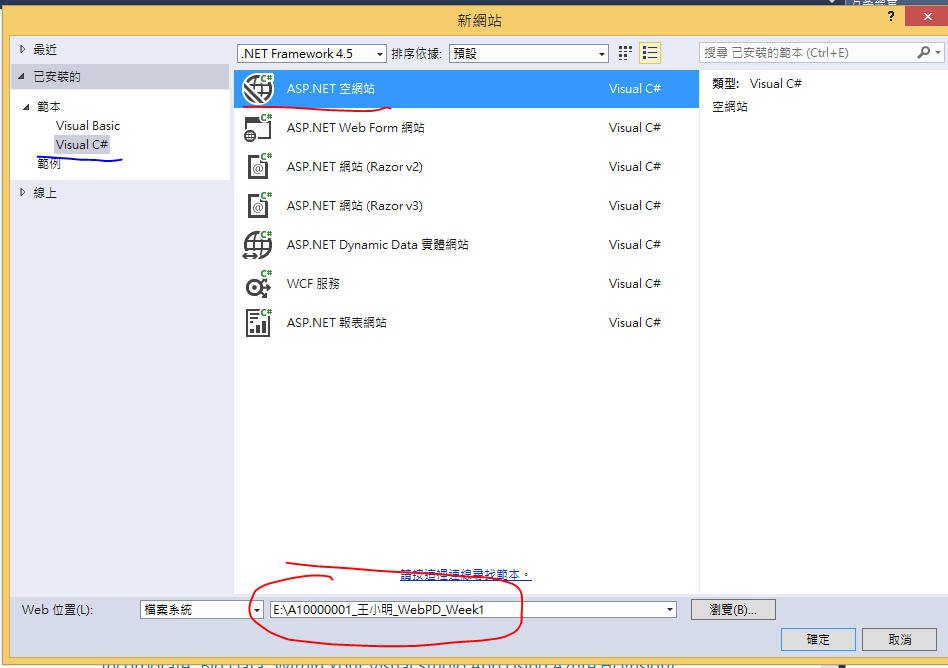 方案總管
新網站
?
最近
.NET Framework 4.5
排序依據:
預設
搜尋 已安裝的範本 (Ctrl+E)
已安裝的
範本
Visual Basic
Visual C#
範例
線上
C# ASP.NET 空網站 Visual C#
C# ASP.NET Web Form 網站 Visual C#
C# @ ASP.NET 網站 (Razor v2) Visual C#
C# @ ASP.NET 網站 (Razor v3) Visual C#
C# ASP.NET Dynamic Data 實體網站 Visual C#
C# WCF 服務 Visual C#
C# ASP.NET 報表網站 Visual C#
類型: Visual C#
空網站
請按這裡連線尋找範本。
Web 位置(L):
檔案系統
E:\A10000001_王小明_WebPD_Week1
瀏覽(B)...
確定
取消